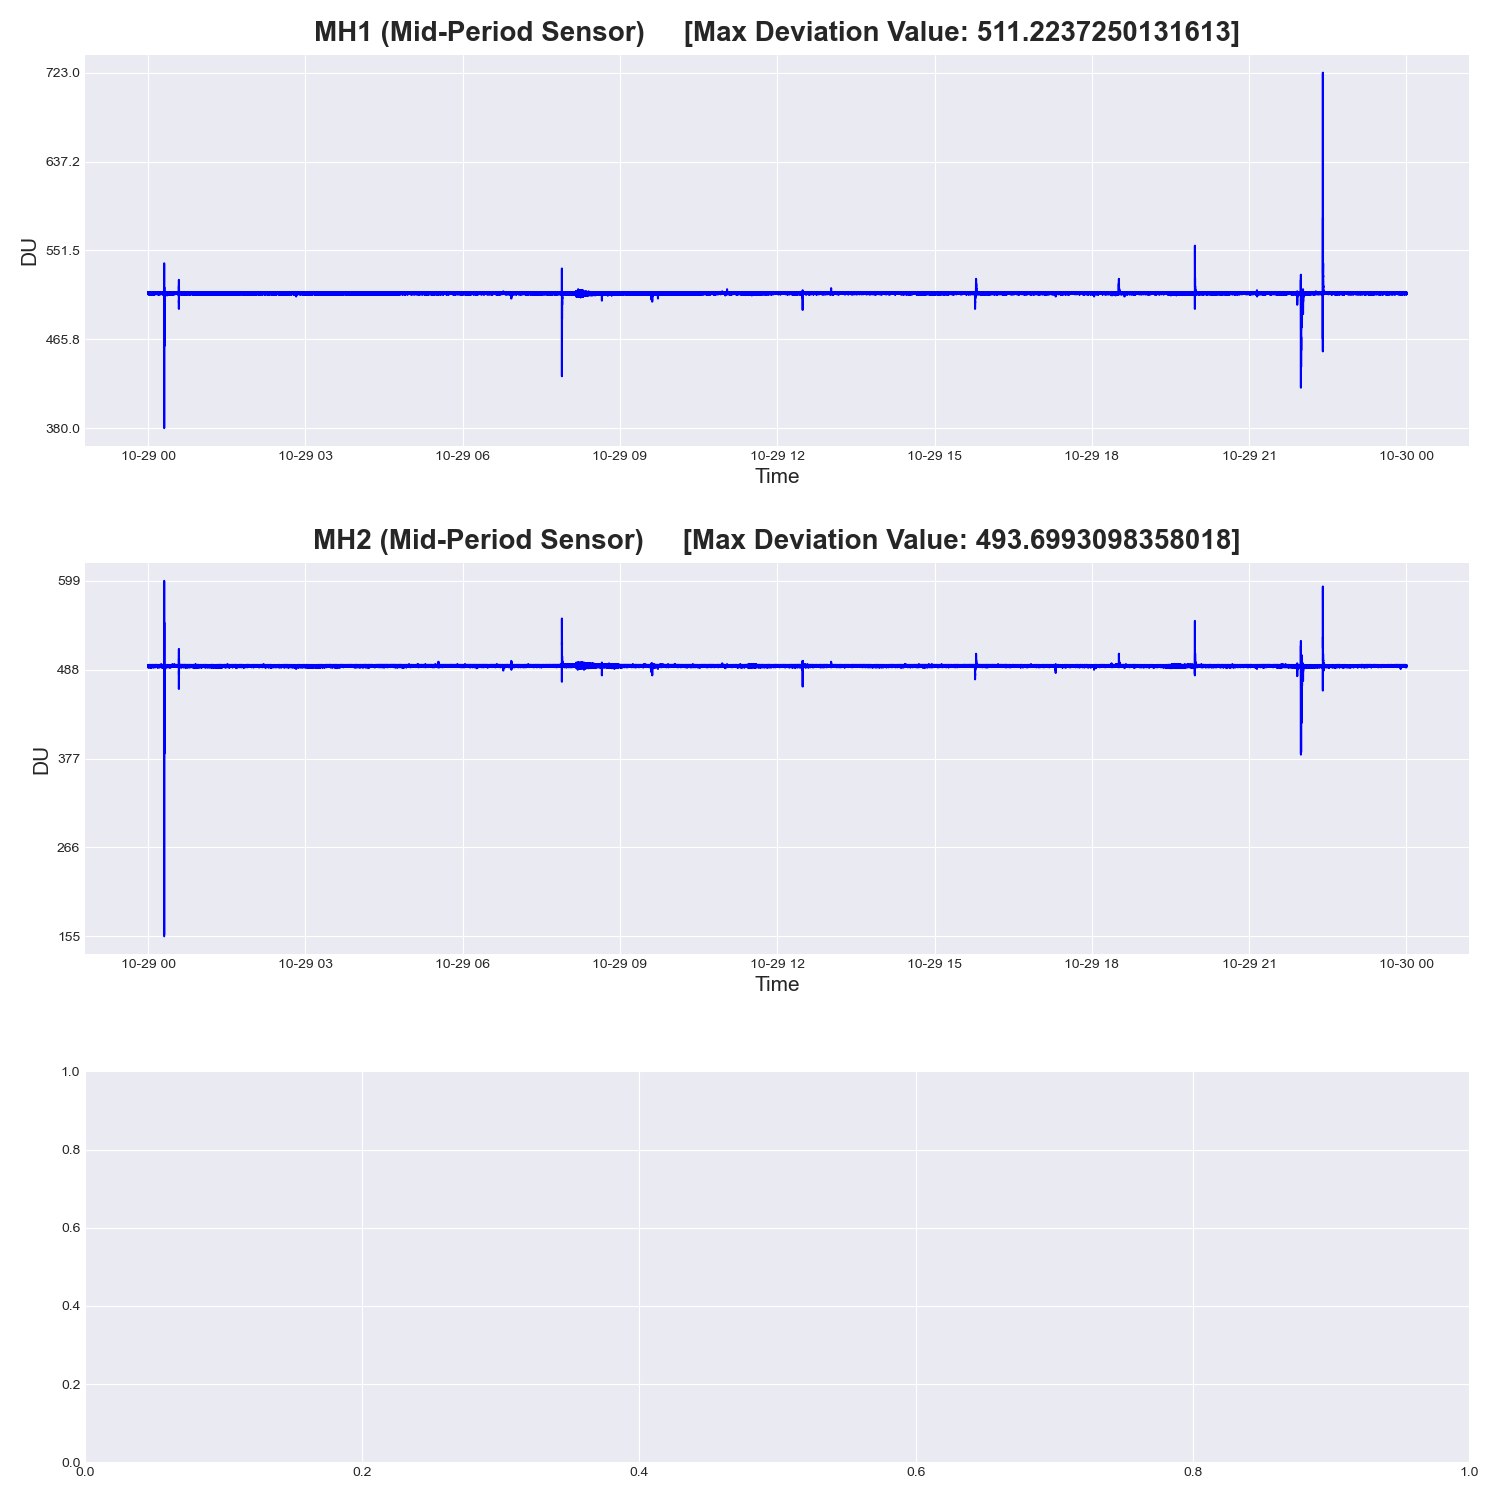 MH1 (Mid-Period Sensor) [Max Deviation Value: 511.2237250131613]
723.0
637.2
551.5
465.8
380.0
DU
10-29 00 10-29 03 10-29 06 10-29 09 10-29 12 10-29 15 10-29 18 10-29 21 10-30 00
Time
MH2 (Mid-Period Sensor) [Max Deviation Value: 493.6993098358018]
599
488
377
266
155
DU
10-29 00 10-29 03 10-29 06 10-29 09 10-29 12 10-29 15 10-29 18 10-29 21 10-30 00
Time
1.0
0.8
0.6
0.4
0.2
0.0
0.0 0.2 0.4 0.6 0.8 1.0